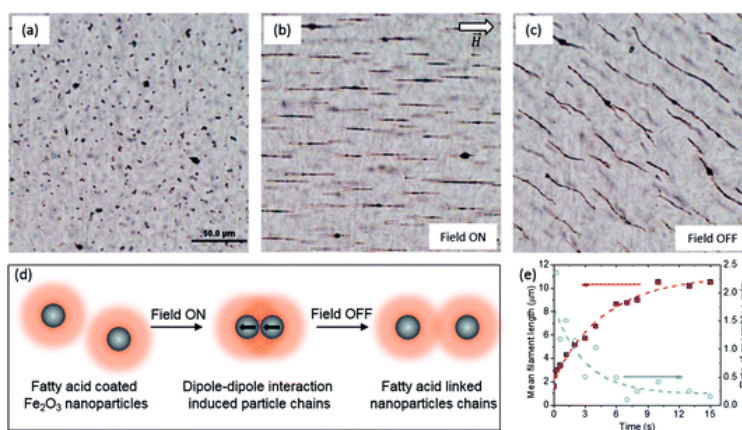 (a)
50.0 μm
(b)
H
Field ON
(c)
Field OFF
(d)
Field ON
Field OFF
Fatty acid coated
Fe₂O₃ nanoparticles
Dipole-dipole interaction
induced particle chains
Fatty acid linked
nanoparticles chains
(e)
Mean filament length (μm)
12
10
8
6
4
2
0
2.5
2.0
1.5
1.0
0.5
0.0
0
3
6
9
12
15
Time (s)